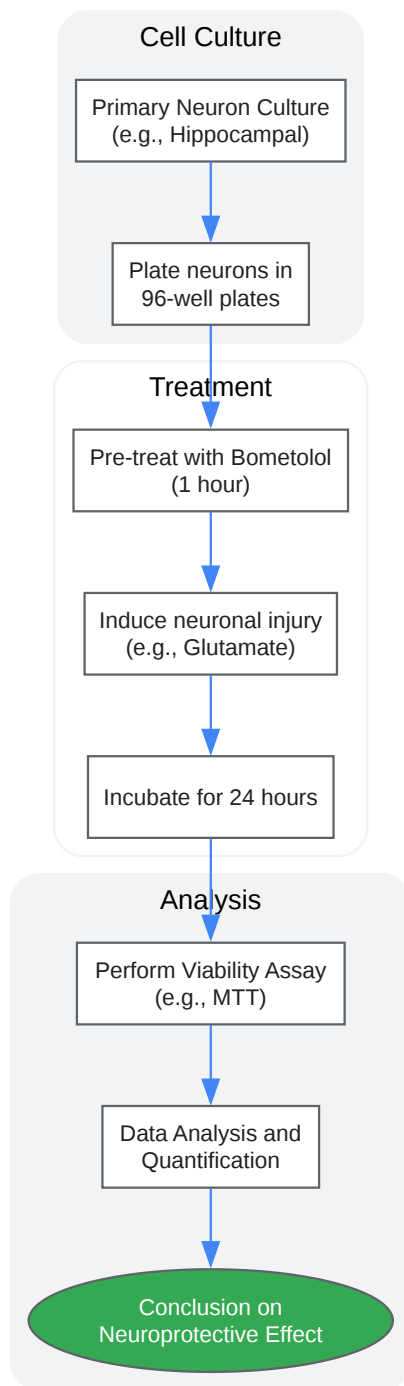 Cell Culture
Primary Neuron Culture
(e.g., Hippocampal)
Plate neurons in
96-well plates
Treatment
Pre-treat with Bometolol
(1 hour)
Induce neuronal injury
(e.g., Glutamate)
Incubate for 24 hours
Analysis
Perform Viability Assay
(e.g., MTT)
Data Analysis and
Quantification
Conclusion on
Neuroprotective Effect